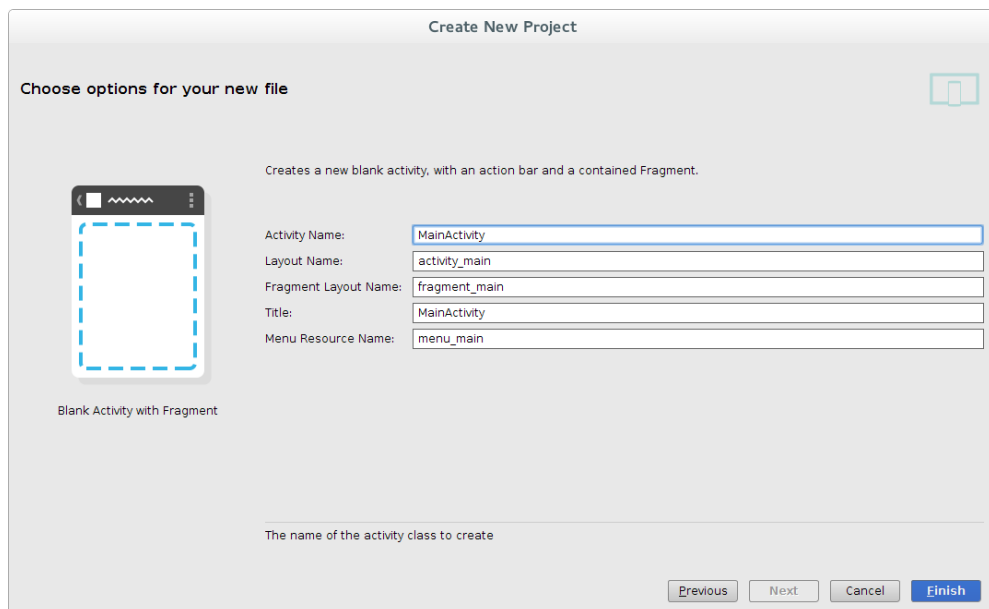 Create New Project
Choose options for your new file
Creates a new blank activity, with an action bar and a contained Fragment.
Activity Name: MainActivity
Layout Name: activity_main
Fragment Layout Name: fragment_main
Title: MainActivity
Menu Resource Name: menu_main
Blank Activity with Fragment
The name of the activity class to create
Previous Next Cancel Finish